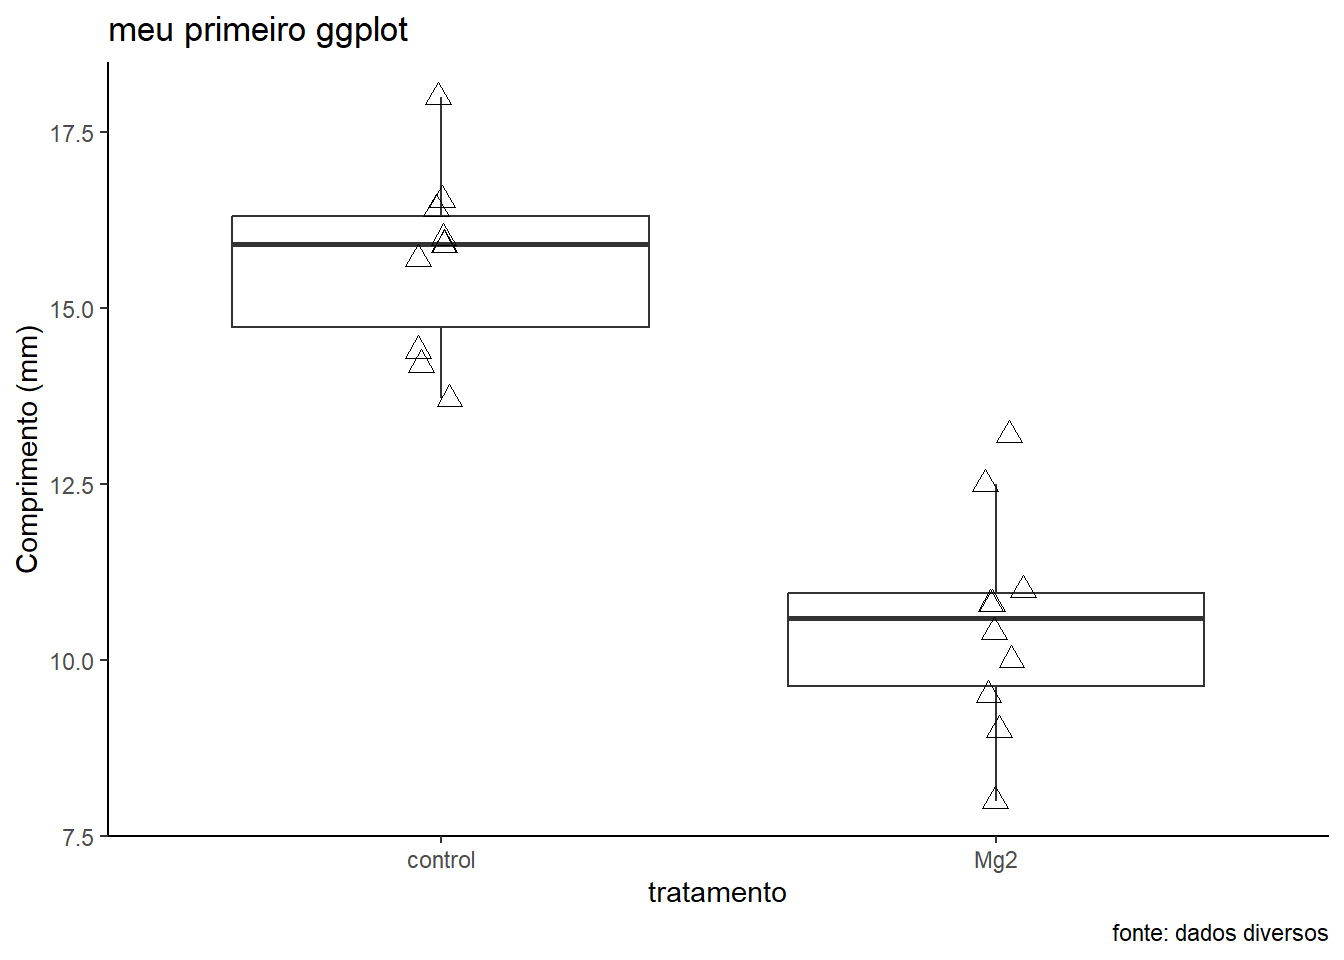 meu primeiro ggplot
17.5
15.0
12.5
10.0
7.5
Comprimento (mm)
control
Mg2
tratamento
fonte: dados diversos